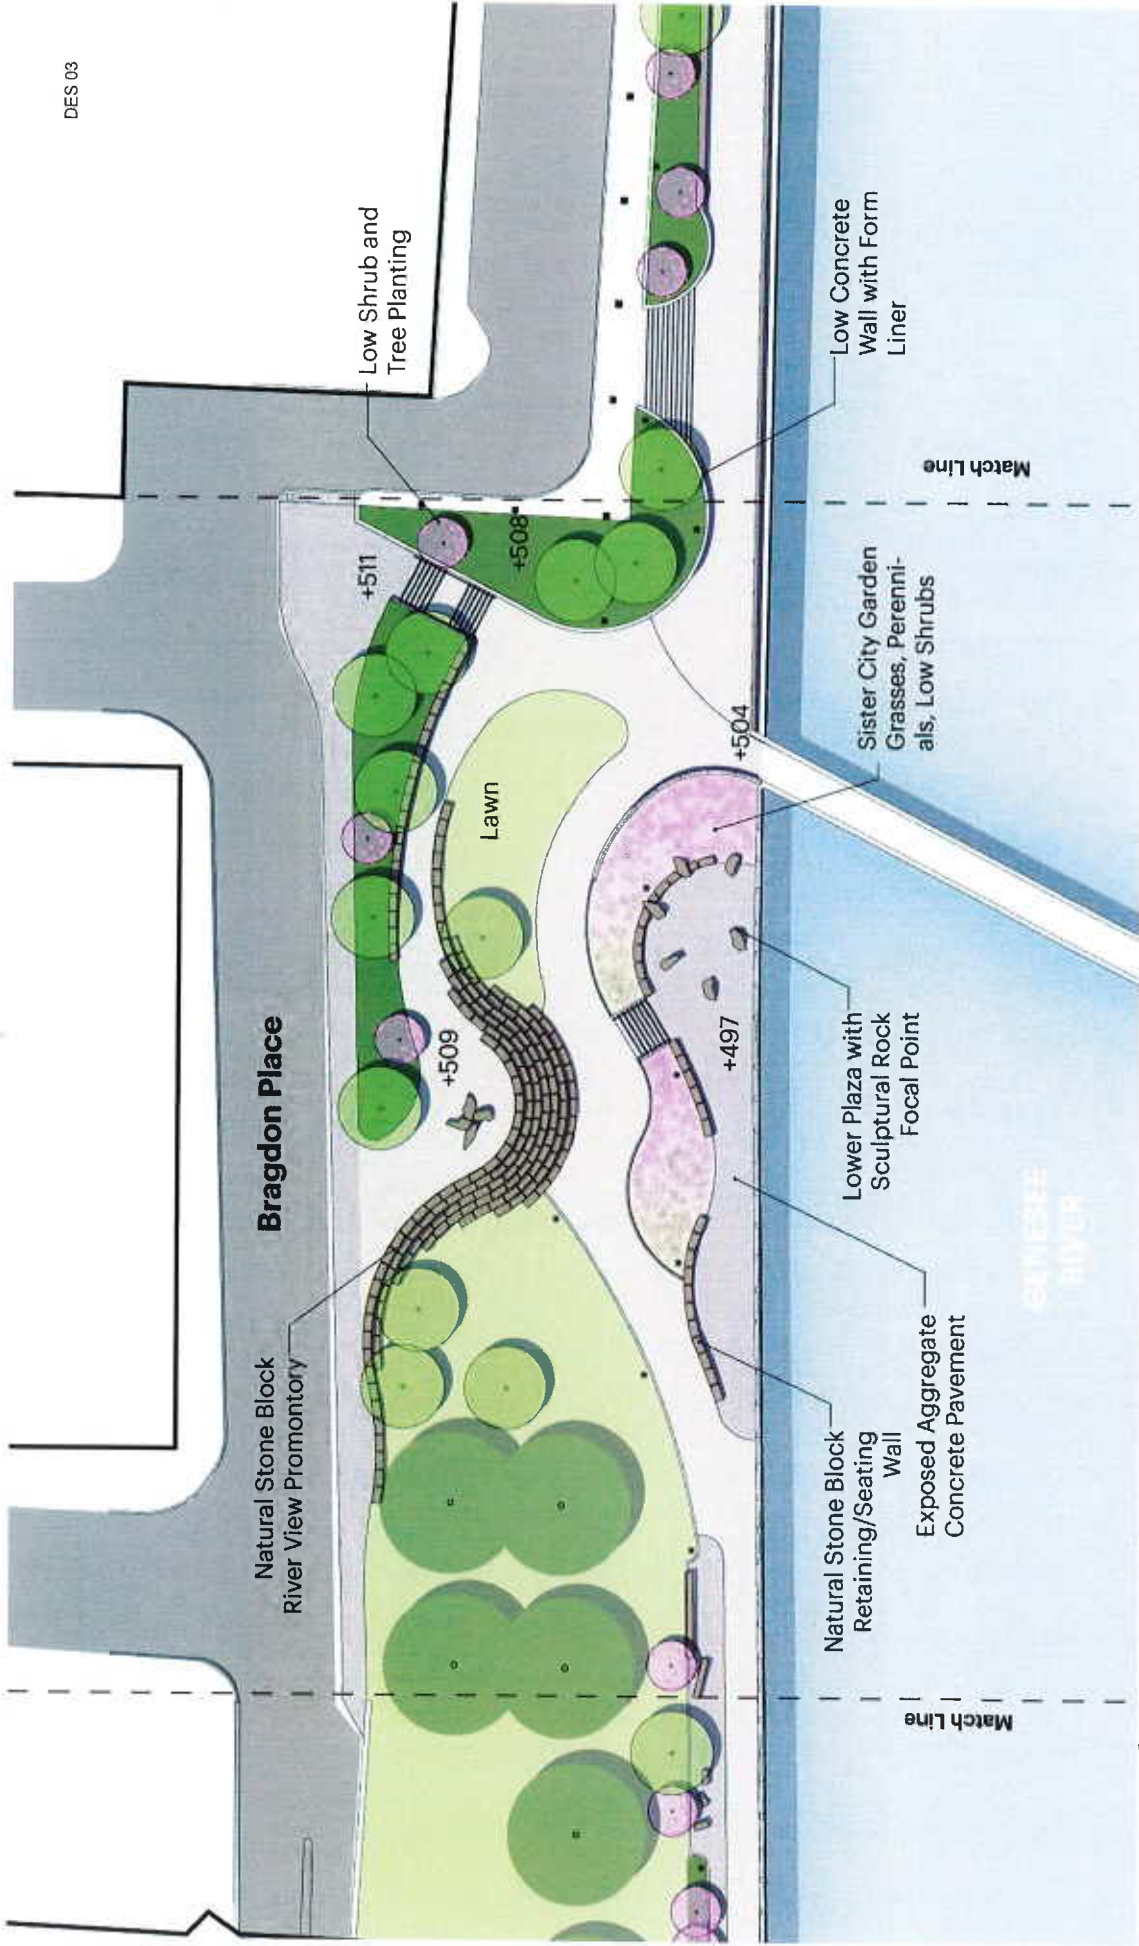 DES 03
Low Shrub and
Tree Planting
+511
+508
Match Line
Low Concrete
Wall with Form
Liner
Bragdon Place
Lawn
+509
+504
+497
Sister City Garden
Grasses, Perenni-
als, Low Shrubs
Natural Stone Block
River View Promontory
Lower Plaza with
Sculptural Rock
Focal Point
GENESEE
RIVER
Exposed Aggregate
Concrete Pavement
Natural Stone Block
Retaining/Seating
Wall
Match Line